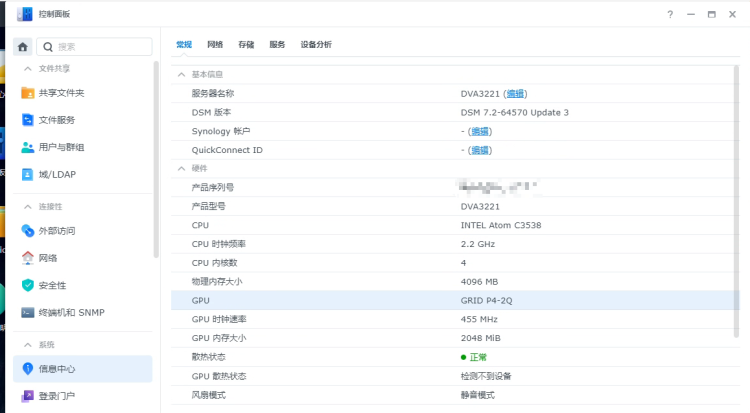 控制面板
搜索
文件共享
共享文件夹
文件服务
用户与群组
域/LDAP
连接性
外部访问
网络
安全性
终端机和 SNMP
系统
信息中心
登录门户
常规 网络 存储 服务 设备分析
基本信息
服务器名称 DVA3221 (编辑)
DSM 版本 DSM 7.2-64570 Update 3
Synology 帐户 - (编辑)
QuickConnect ID - (编辑)
硬件
产品序列号
产品型号 DVA3221
CPU INTEL Atom C3538
CPU 时钟频率 2.2 GHz
CPU 内核数 4
物理内存大小 4096 MB
GPU GRID P4-2Q
GPU 时钟速率 455 MHz
GPU 内存大小 2048 MiB
散热状态 正常
GPU 散热状态 检测不到设备
风扇模式 静音模式